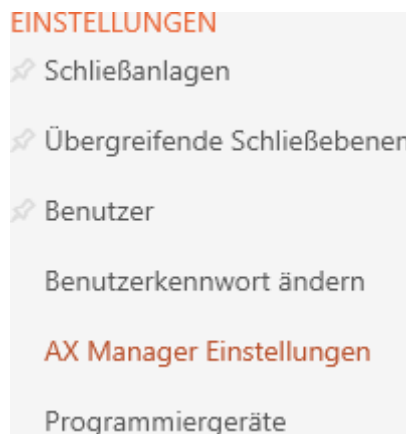 EINSTELLUNGEN
Schließanlagen
Übergreifende Schließebenen
Benutzer
Benutzerkennwort ändern
AX Manager Einstellungen
Programmiergeräte